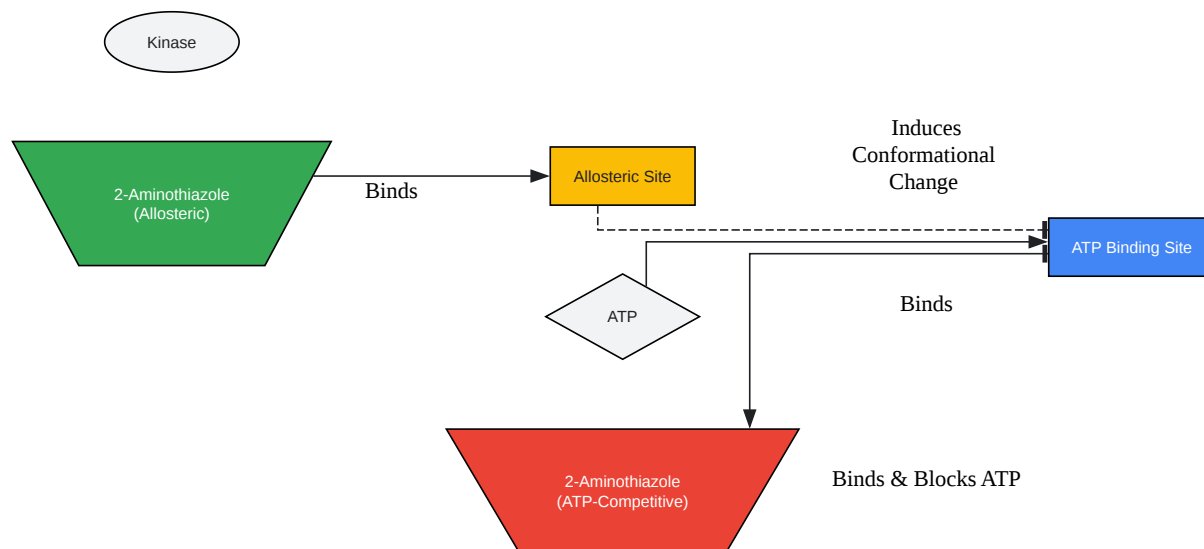 Kinase
Induces
Conformational
Change
2-Aminothiazole
(Allosteric)
Binds
Allosteric Site
ATP Binding Site
ATP
Binds
2-Aminothiazole
(ATP-Competitive)
Binds & Blocks ATP